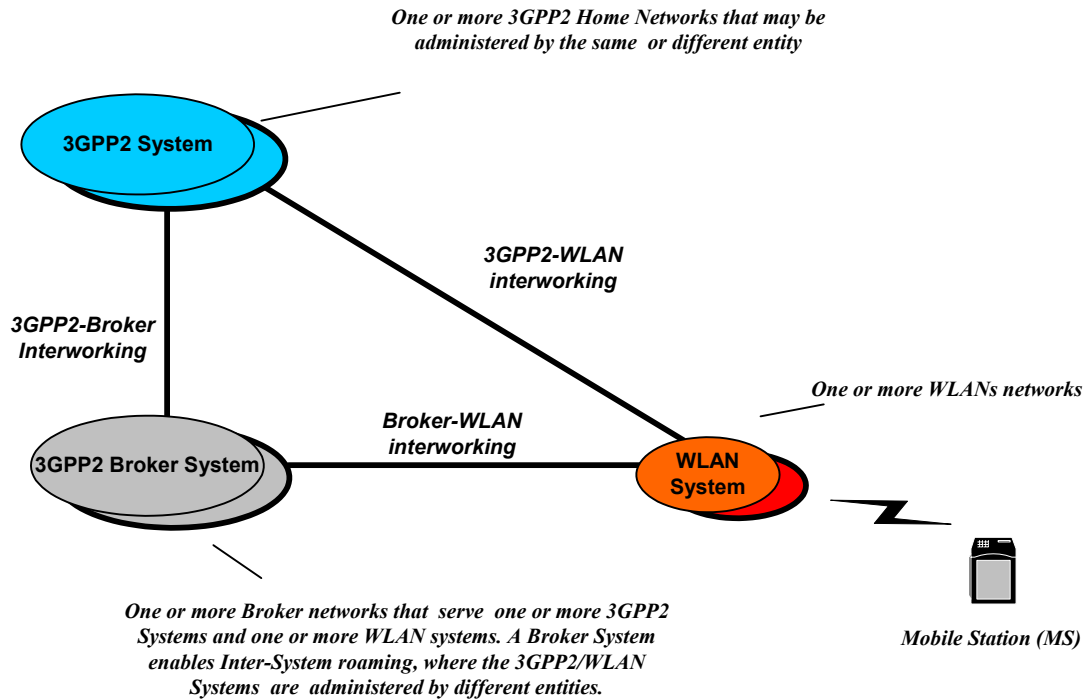 One or more 3GPP2 Home Networks that may be
administered by the same or different entity
3GPP2 System
3GPP2-WLAN
interworking
3GPP2-Broker
Interworking
One or more WLANs networks
Broker-WLAN
interworking
3GPP2 Broker System
WLAN
System
One or more Broker networks that serve one or more 3GPP2
Systems and one or more WLAN systems. A Broker System
enables Inter-System roaming, where the 3GPP2/WLAN
Systems are administered by different entities.
Mobile Station (MS)